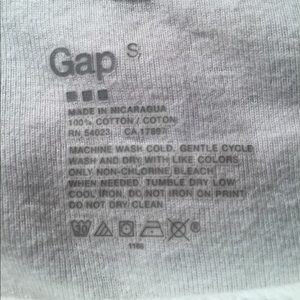 Gap S
MADE IN NICARAGUA
100% COTTON / COTON
RN 54023 CA 17897
MACHINE WASH COLD. GENTLE CYCLE
WASH AND DRY WITH LIKE COLORS
ONLY NON-CHLORINE BLEACH
WHEN NEEDED. TUMBLE DRY LOW
COOL IRON. DO NOT IRON ON PRINT
DO NOT DRY CLEAN
1166